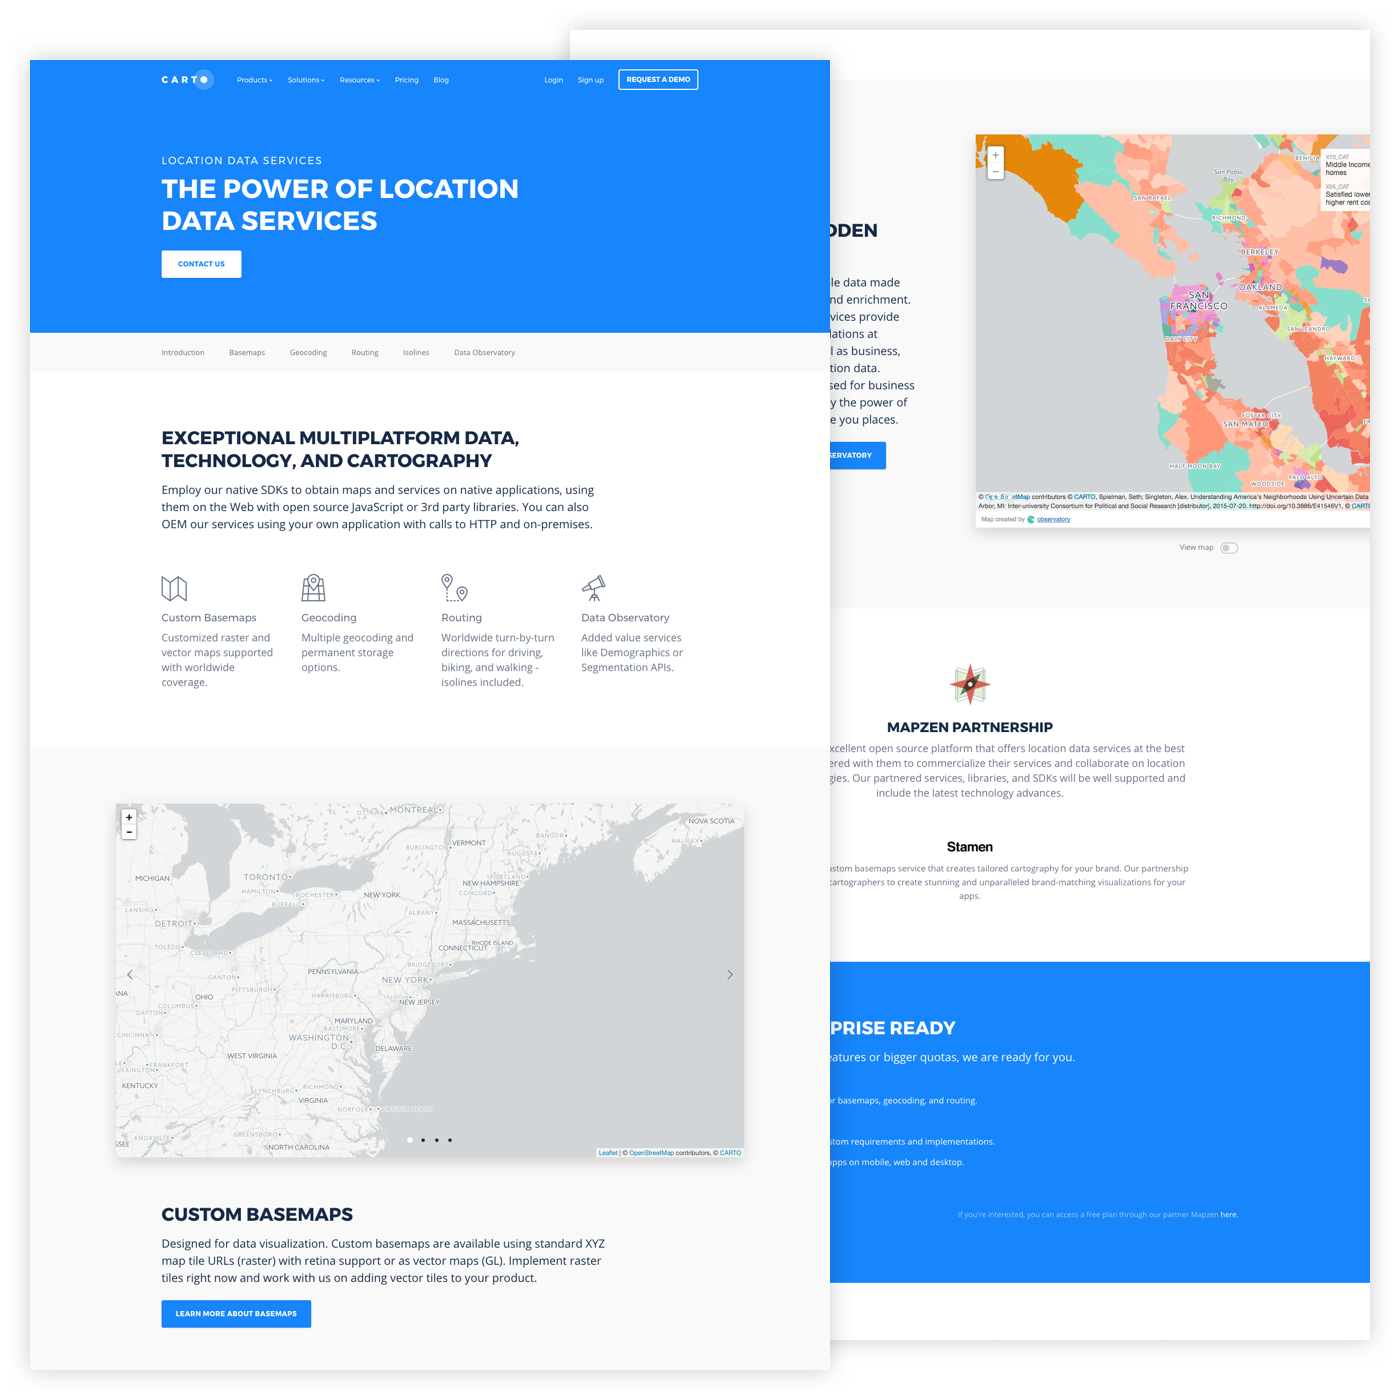 CARTO
Products
Solutions
Resources
Pricing
Blog
Login
Sign up
REQUEST A DEMO
LOCATION DATA SERVICES
THE POWER OF LOCATION
DATA SERVICES
CONTACT US
Introduction
Basemaps
Geocoding
Routing
Isolines
Data Observatory
EXCEPTIONAL MULTIPLATFORM DATA,
TECHNOLOGY, AND CARTOGRAPHY
Employ our native SDKs to obtain maps and services on native applications, using
them on the Web with open source JavaScript or 3rd party libraries. You can also
OEM our services using your own application with calls to HTTP and on-premises.
Custom Basemaps
Customized raster and
vector maps supported
with worldwide
coverage.
Geocoding
Multiple geocoding and
permanent storage
options.
Routing
Worldwide turn-by-turn
directions for driving,
biking, and walking -
isolines included.
Data Observatory
Added value services
like Demographics or
Segmentation APIs.
+
−
OTTAWA
MONTREAL
NOVA SCOTIA
BANGOR
HALIFAX
VERMONT
BURLINGTON
AUGUSTA
MICHIGAN
TORONTO
PORTLAND
NEW HAMPSHIRE
HAMILTON
ROCHESTER
NEW YORK
CONCORD
BUFFALO
LANSING
ALBANY
DETROIT
MASSACHUSETTS
TOLEDO
CLEVELAND
RHODE ISLAND
CONNECTICUT
BRIDGEPORT
PENNSYLVANIA
CANTON
NEW YORK
PITTSBURGH
ANA
OHIO
HARRISBURG
TRENTON
NEW JERSEY
COLUMBUS
DAYTON
MARYLAND
BALTIMORE
CINCINNATI
WASHINGTON
D.C.
DELAWARE
WEST VIRGINIA
FRANKFORT
LEXINGTON
KENTUCKY
LYNCHBURG
RICHMOND
VIRGINIA
NORFOLK
VIRGINIA BEACH
KNOXVILLE
GREENSBORO
SSEE
NORTH CAROLINA
Leaflet | © OpenStreetMap contributors, © CARTO
CUSTOM BASEMAPS
Designed for data visualization. Custom basemaps are available using standard XYZ
map tile URLs (raster) with retina support or as vector maps (GL). Implement raster
tiles right now and work with us on adding vector tiles to your product.
LEARN MORE ABOUT BASEMAPS
DDEN
le data made
nd enrichment.
vices provide
lations at
l as business,
tion data.
sed for business
y the power of
e you places.
SERVATORY
+
−
BENICIA
X10_CAT
Middle Income
homes
X55_CAT
Satisfied lower
higher rent cos
San Pablo
Bay
SAN RAFAEL
RICHMOND
BERKELEY
OAKLAND
SAN
FRANCISCO
ALAMEDA
SAN LEANDRO
DALY CITY
HAYWARD
FOSTER CITY
SAN MATEO
HALF MOON BAY
PALO ALTO
WOODSIDE
© OpenStreetMap contributors © CARTO, Spielman, Seth; Singleton, Alex. Understanding America's Neighborhoods Using Uncertain Data
Arbor, MI: Inter-university Consortium for Political and Social Research [distributor], 2015-07-20. http://doi.org/10.3886/E41546V1, © CARTO
Map created by observatory
View map
MAPZEN PARTNERSHIP
xcellent open source platform that offers location data services at the best
ered with them to commercialize their services and collaborate on location
gies. Our partnered services, libraries, and SDKs will be well supported and
include the latest technology advances.
Stamen
ustom basemaps service that creates tailored cartography for your brand. Our partnership
cartographers to create stunning and unparalleled brand-matching visualizations for your
apps.
PRISE READY
eatures or bigger quotas, we are ready for you.
or basemaps, geocoding, and routing.
stom requirements and implementations.
apps on mobile, web and desktop.
If you're interested, you can access a free plan through our partner Mapzen here.